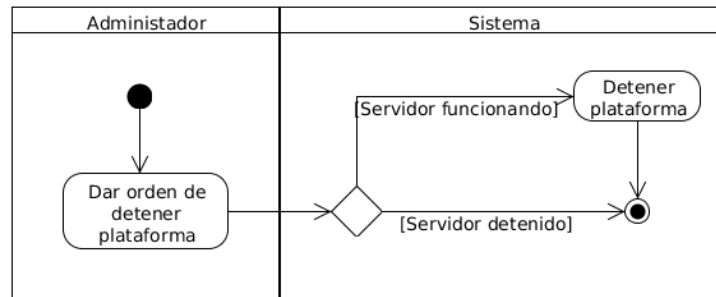 Administador
Sistema
Detener
plataforma
[Servidor funcionando]
Dar orden de
detener
plataforma
[Servidor detenido]